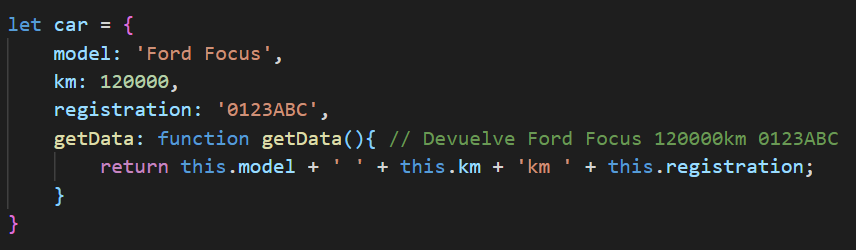 let car = {
    model: 'Ford Focus',
    km: 120000,
    registration: '0123ABC',
    getData: function getData(){ // Devuelve Ford Focus 120000km 0123ABC
        return this.model + ' ' + this.km + 'km ' + this.registration;
    }
}